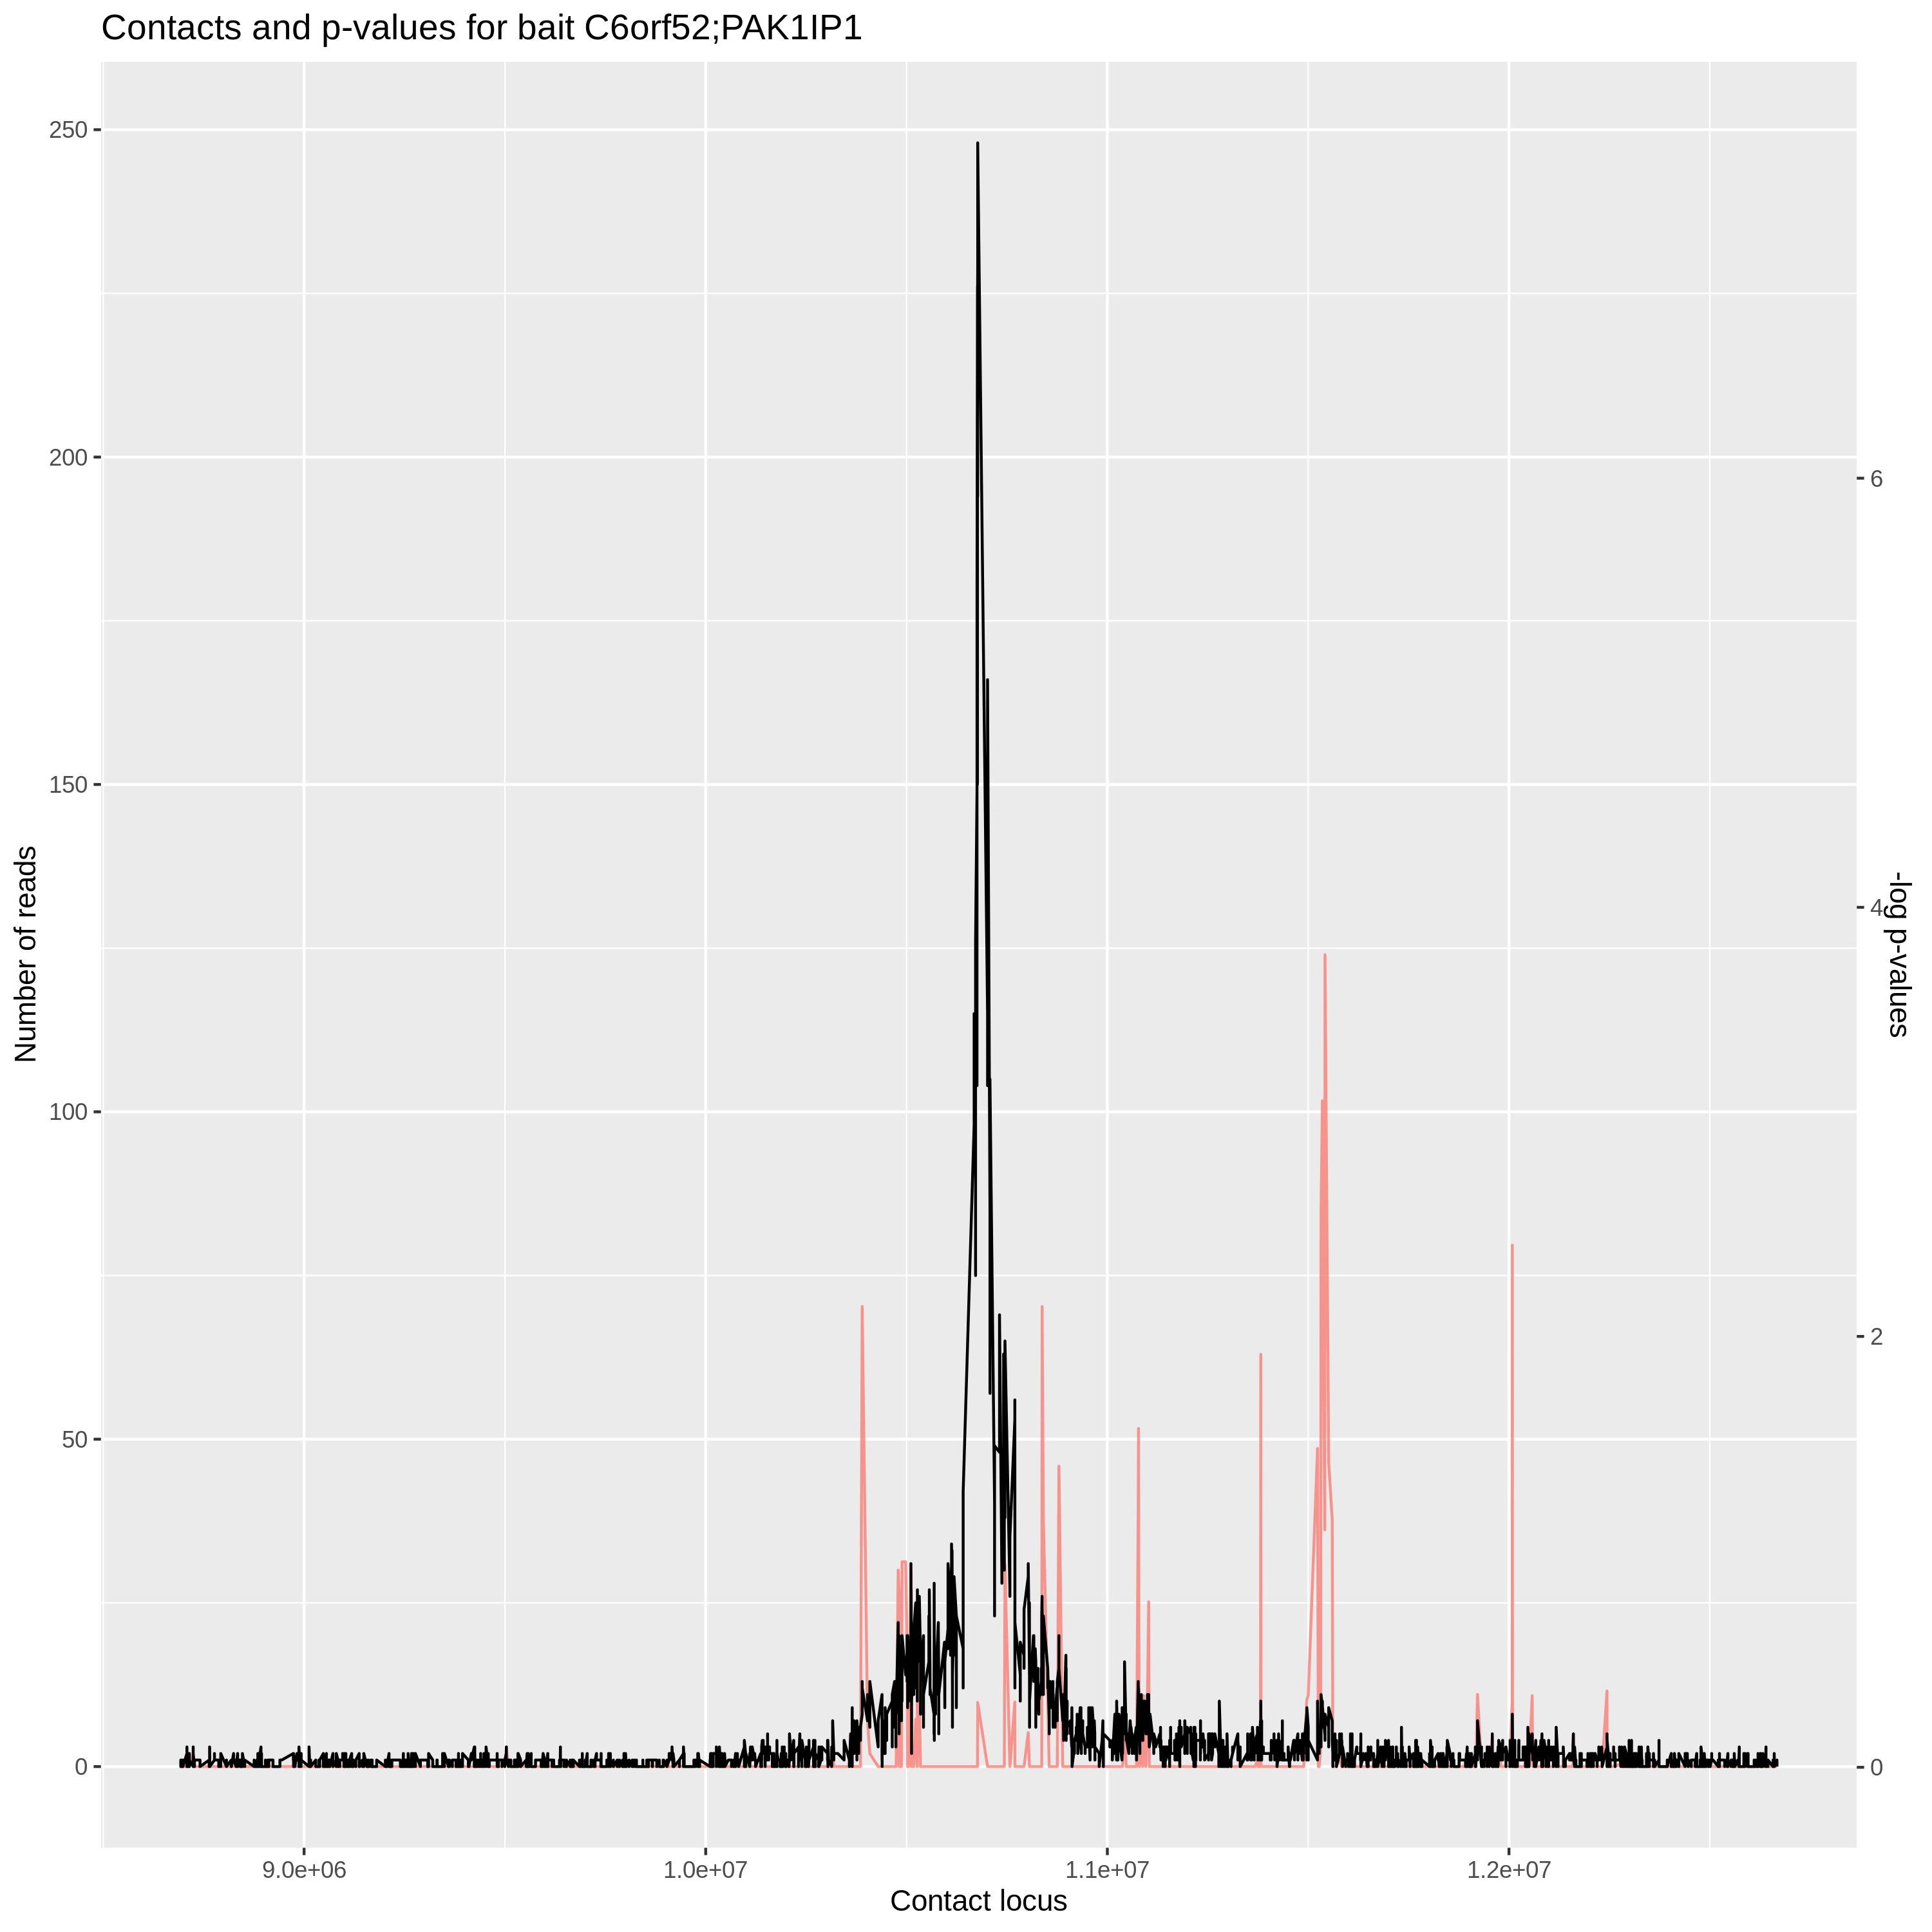 Contacts and p-values for bait C6orf52;PAK1IP1
250
200
150
100
50
0
Number of reads
6
4
2
0
-log p-values
9.0e+06
1.0e+07
1.1e+07
1.2e+07
Contact locus